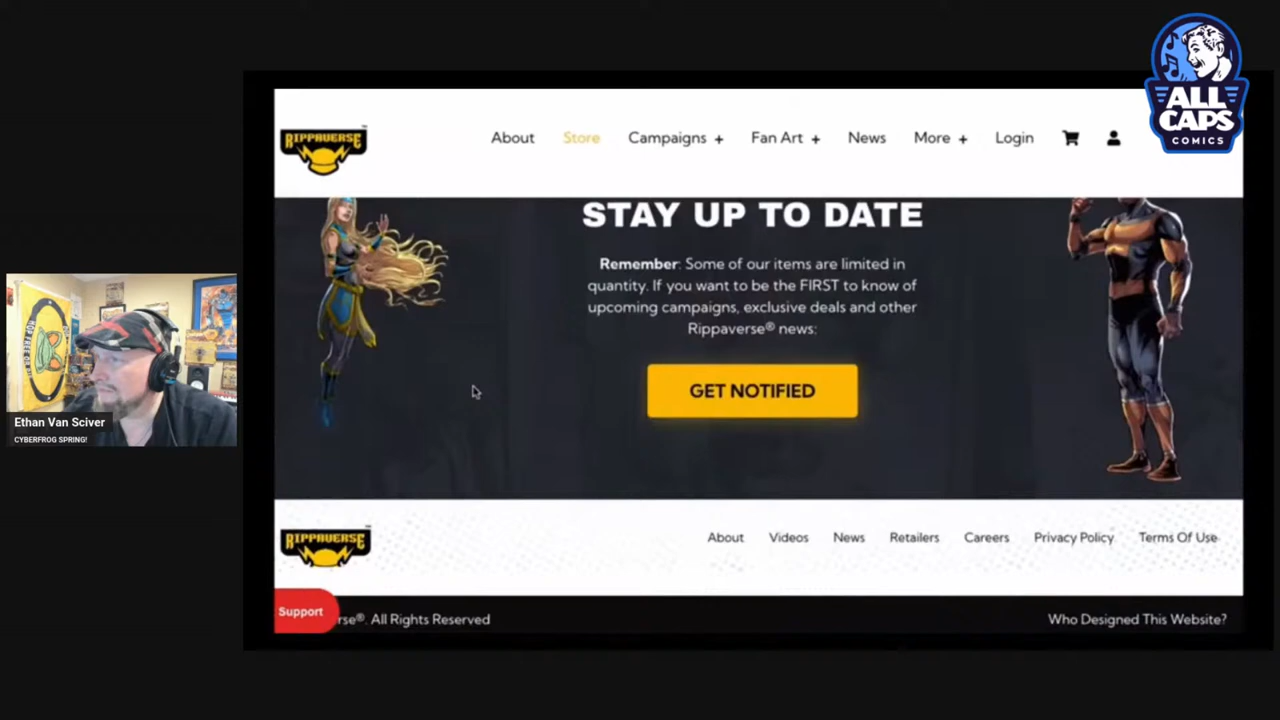 ALL
CAPS
COMICS
RIPPAVERSE™
About Store Campaigns + Fan Art + News More + Login
STAY UP TO DATE
Remember: Some of our items are limited in
quantity. If you want to be the FIRST to know of
upcoming campaigns, exclusive deals and other
Rippaverse® news:
GET NOTIFIED
Ethan Van Sciver
CYBERFROG SPRING!
RIPPAVERSE™
About Videos News Retailers Careers Privacy Policy Terms Of Use
Support
rse®. All Rights Reserved
Who Designed This Website?